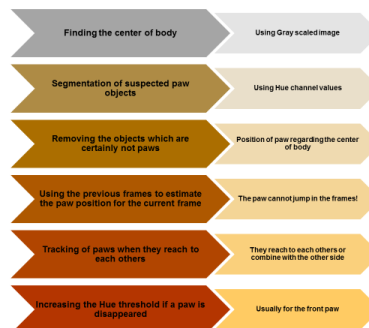 Finding the center of body
Using Gray scaled image
Segmentation of suspected paw
objects
Using Hue channel values
Removing the objects which are
certainly not paws
Position of paw regarding the center
of body
Using the previous frames to estimate
the paw position for the current frame
The paw cannot jump in the frames!
Tracking of paws when they reach to
each others
They reach to each others or
combine with the other side
Increasing the Hue threshold if a paw is
disappeared
Usually for the front paw